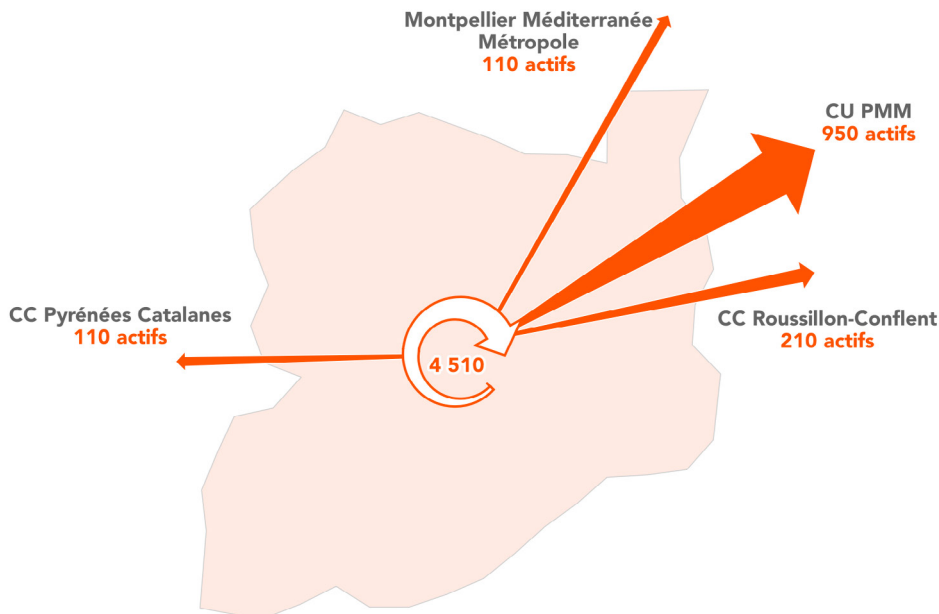 Montpellier Méditerranée
Métropole
110 actifs
CU PMM
950 actifs
CC Pyrénées Catalanes
110 actifs
CC Roussillon-Conflent
210 actifs
4 510